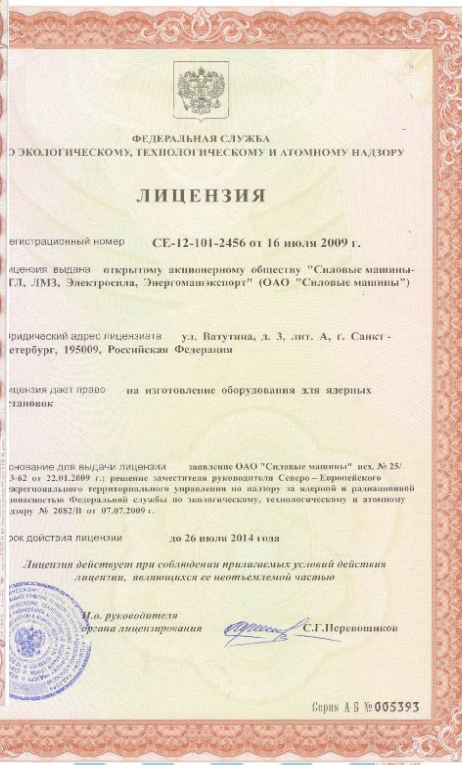 ФЕДЕРАЛЬНАЯ СЛУЖБА
О ЭКОЛОГИЧЕСКОМУ, ТЕХНОЛОГИЧЕСКОМУ И АТОМНОМУ НАДЗОРУ
ЛИЦЕНЗИЯ
егистрационный номер СЕ-12-101-2456 от 16 июля 2009 г.
ицензия выдана открытому акционерному обществу "Силовые машины-
ТЛ, ЛМЗ, Электросила, Энергомашэкспорт" (ОАО "Силовые машины")
ридический адрес лицензиата ул. Ватутина, д. 3, лит. А, г. Санкт -
етербург, 195009, Российская Федерация
ицензия дает право на изготовление оборудования для ядерных
становок
снование для выдачи лицензии заявление ОАО "Силовые машины" исх. № 25/
3-62 от 22.01.2009 г.; решение заместителя руководителя Северо – Европейского
ежрегионального территориального управления по надзору за ядерной и радиационной
зопасностью Федеральной службы по экологическому, технологическому и атомному
дзору № 2082/В от 07.07.2009 г.
рок действия лицензии до 26 июля 2014 года
Лицензия действует при соблюдении прилагаемых условий действия
лицензии, являющихся ее неотъемлемой частью
И.о. руководителя
органа лицензирования С.Г.Перевощиков
Серия А Б № 005393